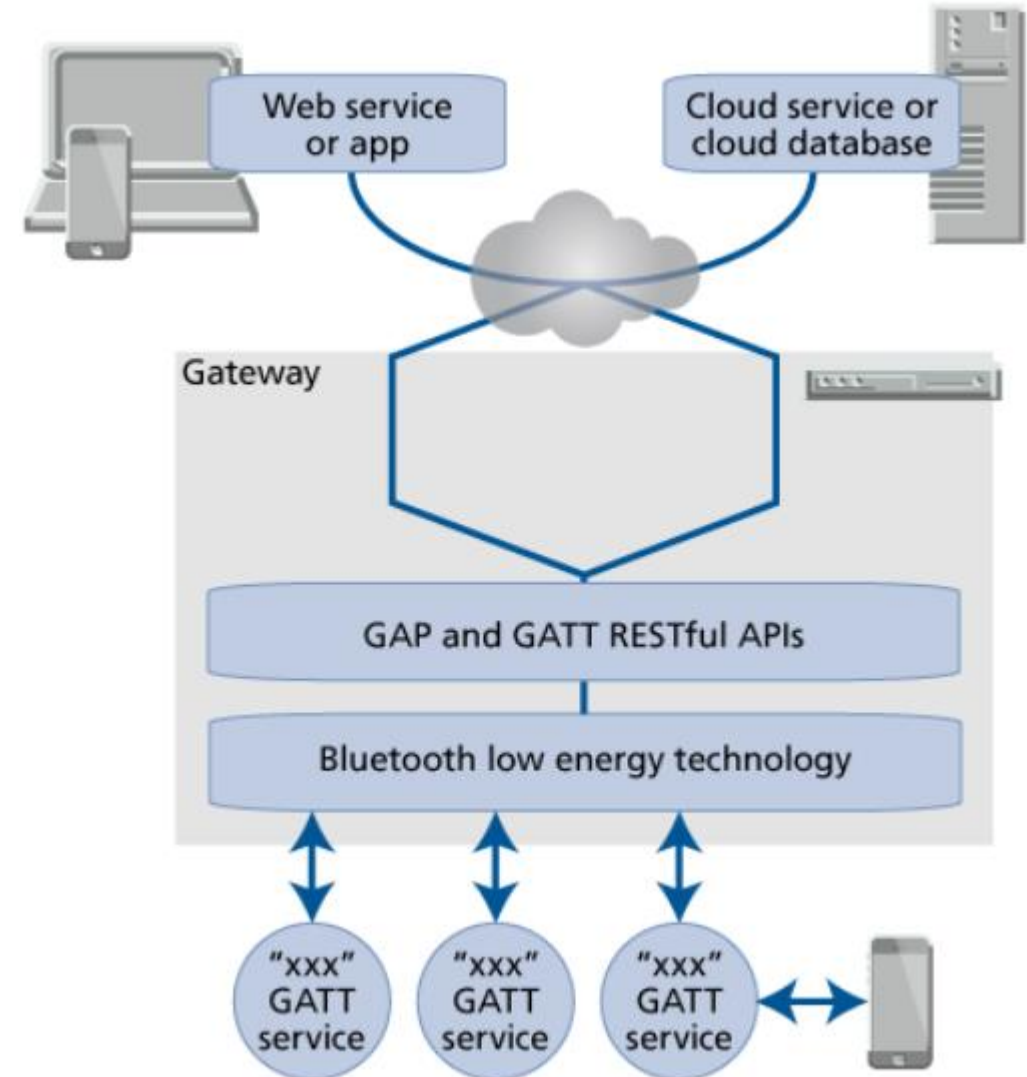 Web service
or app
Cloud service or
cloud database
Gateway
GAP and GATT RESTful APIs
Bluetooth low energy technology
"xxx"
GATT
service
"xxx"
GATT
service
"xxx"
GATT
service